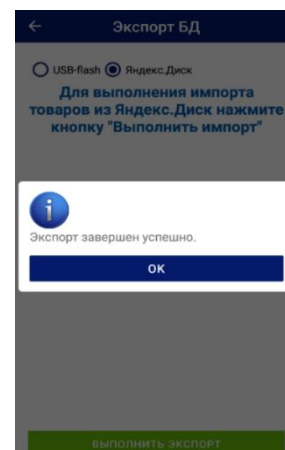 Экспорт БД
USB-flash Яндекс.Диск
Для выполнения импорта
товаров из Яндекс.Диск нажмите
кнопку "Выполнить импорт"
Экспорт завершен успешно.
ОК
ВЫПОЛНИТЬ ЭКСПОРТ